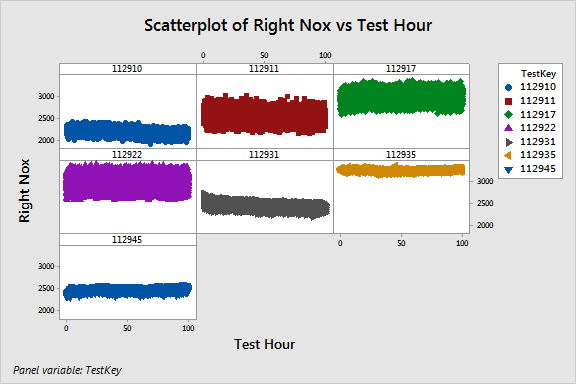 Scatterplot of Right Nox vs Test Hour
0 50 100
112910 112911 112917
3000
2500
2000
112922 112931 112935
3000
2500
2000
0 50 100
112945
3000
2500
2000
0 50 100
Right Nox
Test Hour
TestKey
112910
112911
112917
112922
112931
112935
112945
Panel variable: TestKey